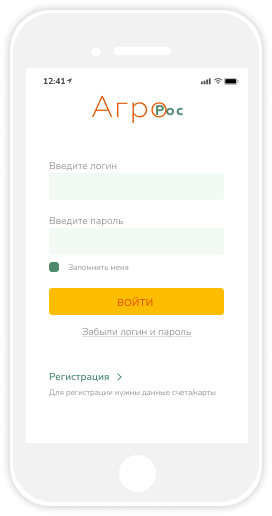 12:41
АгроРос
Введите логин
Введите пароль
Запомнить меня
войти
Забыли логин и пароль
Регистрация
Для регистрации нужны данные счета/карты